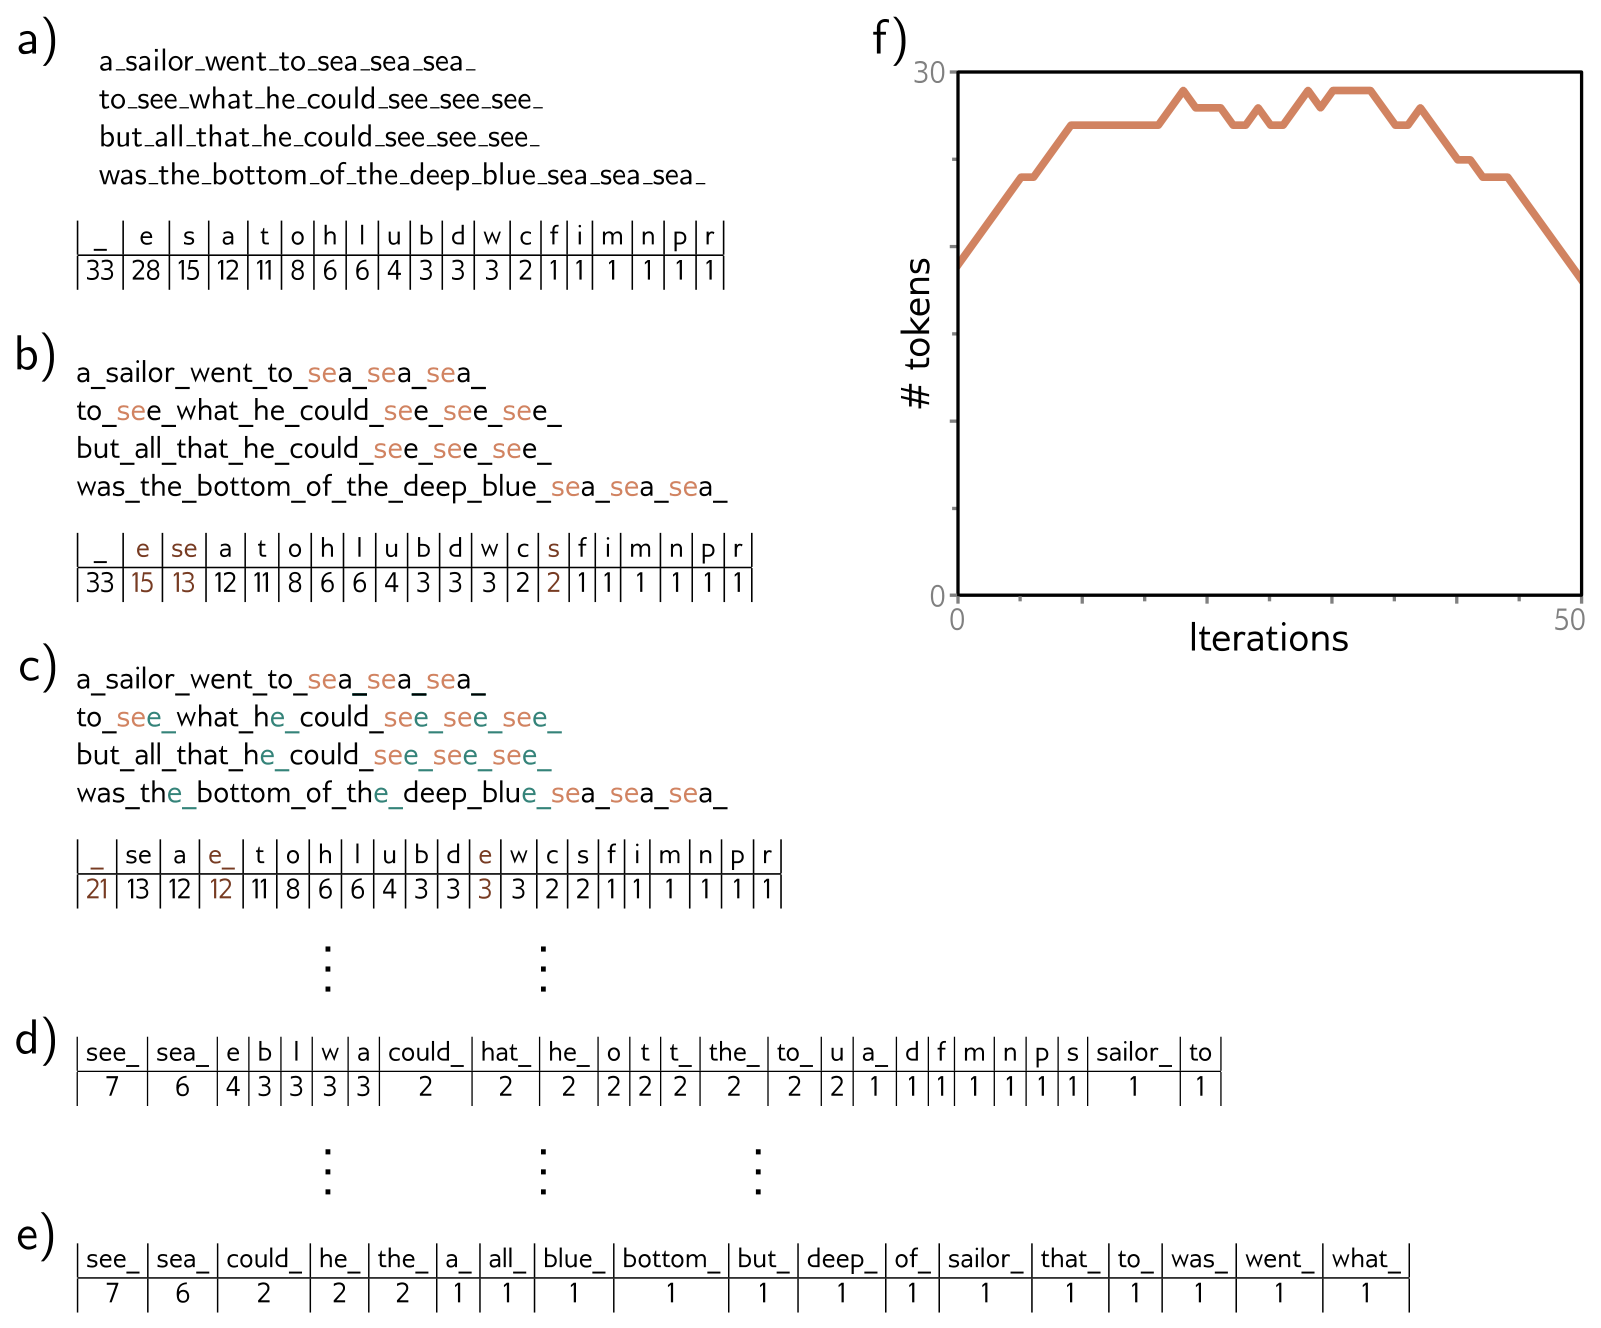 a)
a_sailor_went_to_sea_sea_sea_
to_see_what_he_could_see_see_see_
but_all_that_he_could_see_see_see_
was_the_bottom_of_the_deep_blue_sea_sea_sea_
_ e s a t o h l u b d w c f i m n p r
33 28 15 12 11 8 6 6 4 3 3 3 2 1 1 1 1 1 1
b)
a_sailor_went_to_sea_sea_sea_
to_see_what_he_could_see_see_see_
but_all_that_he_could_see_see_see_
was_the_bottom_of_the_deep_blue_sea_sea_sea_
_ e se a t o h l u b d w c s f i m n p r
33 15 13 12 11 8 6 6 4 3 3 3 2 2 1 1 1 1 1 1
c)
a_sailor_went_to_sea_sea_sea_
to_see_what_he_could_see_see_see_
but_all_that_he_could_see_see_see_
was_the_bottom_of_the_deep_blue_sea_sea_sea_
_ se a e_ t o h l u b d e w c s f i m n p r
21 13 12 12 11 8 6 6 4 3 3 3 3 2 2 1 1 1 1 1 1
d)
see_ sea_ e b l w a could_ hat_ he_ o t t_ the_ to_ u a_ d f m n p s sailor_ to
7 6 4 3 3 3 3 2 2 2 2 2 2 2 2 2 1 1 1 1 1 1 1 1 1
e)
see_ sea_ could_ he_ the_ a_ all_ blue_ bottom_ but_ deep_ of_ sailor_ that_ to_ was_ went_ what_
7 6 2 2 2 1 1 1 1 1 1 1 1 1 1 1 1 1
f)
30
# tokens
0
0 50
Iterations